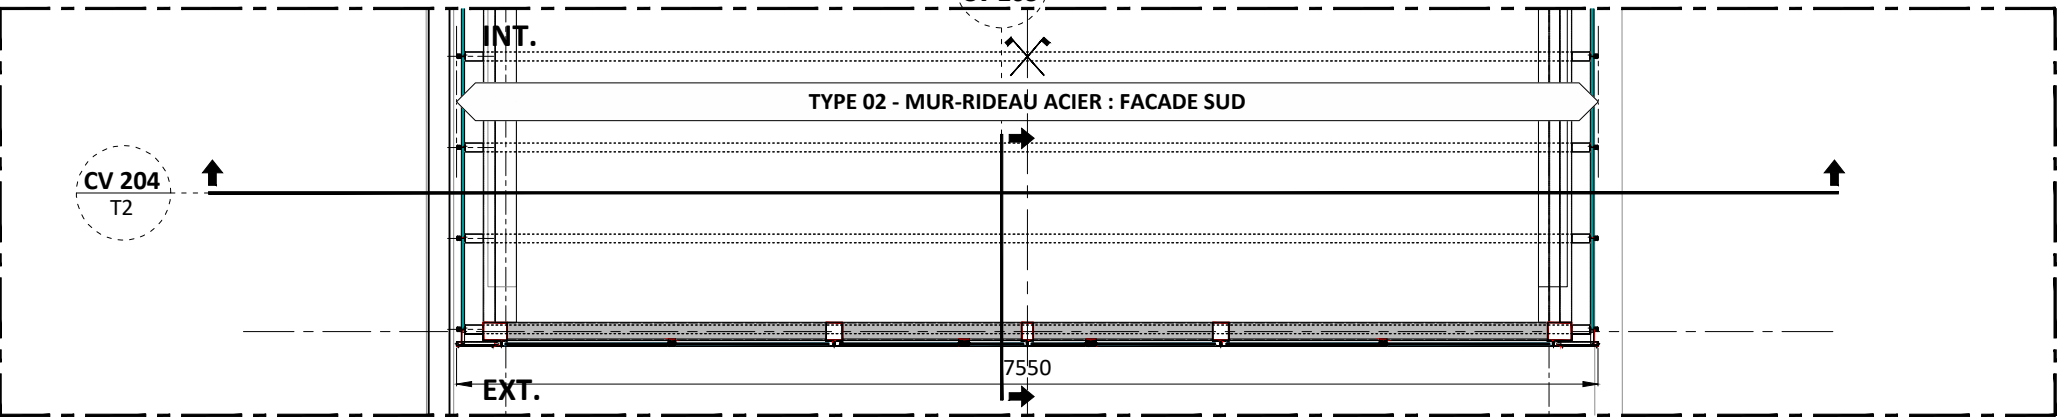 INT.
TYPE 02 - MUR-RIDEAU ACIER : FACADE SUD
CV 204
T2
7550
EXT.